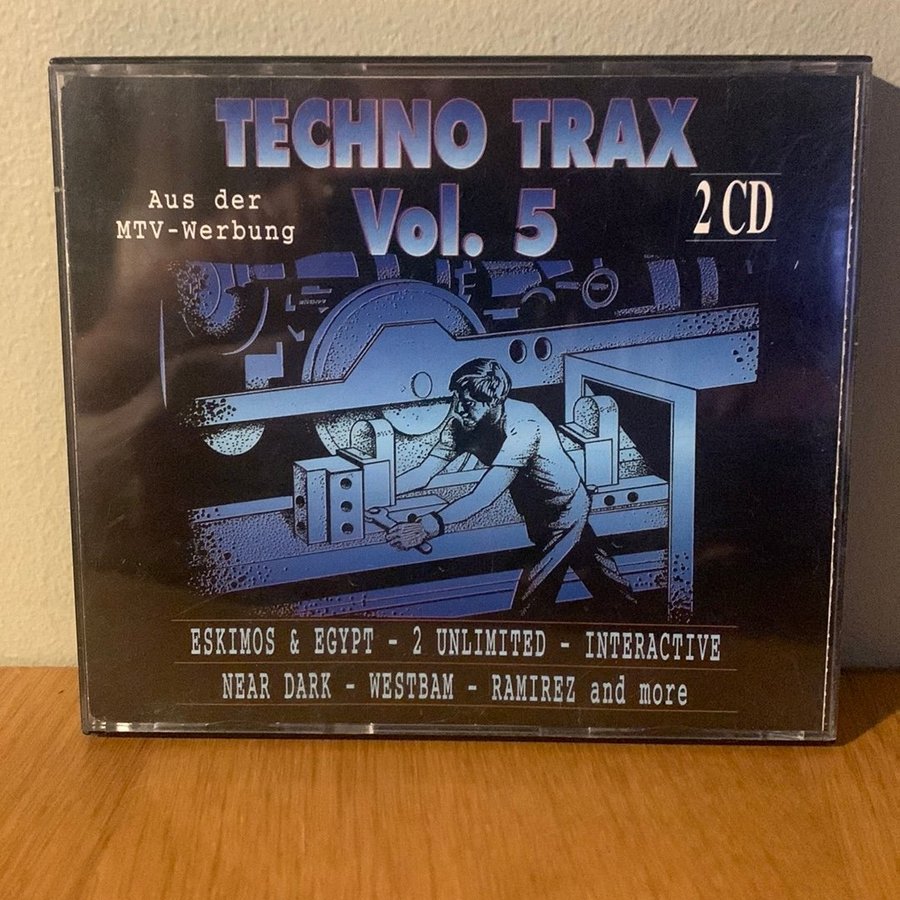 TECHNO TRAX
Vol. 5
Aus der
MTV-Werbung
2 CD
ESKIMOS & EGYPT - 2 UNLIMITED - INTERACTIVE
NEAR DARK - WESTBAM - RAMIREZ and more